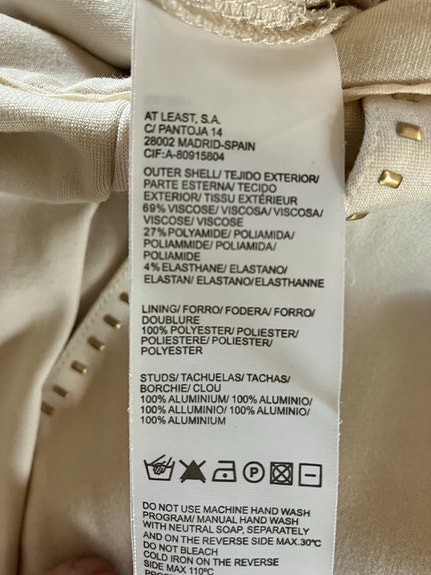 AT LEAST, S.A.
C/ PANTOJA 14
28002 MADRID-SPAIN
CIF:A-80915804
OUTER SHELL/ TEJIDO EXTERIOR/
PARTE ESTERNA/ TECIDO
EXTERIOR/ TISSU EXTÉRIEUR
69% VISCOSE/ VISCOSA/ VISCOSA/
VISCOSE/ VISCOSE
27% POLYAMIDE/ POLIAMIDA/
POLIAMMIDE/ POLIAMIDA/
POLIAMIDE
4% ELASTHANE/ ELASTANO/
ELASTAN/ ELASTANO/ELASTHANNE
LINING/ FORRO/ FODERA/ FORRO/
DOUBLURE
100% POLYESTER/ POLIESTER/
POLIESTERE/ POLIESTER/
POLYESTER
STUDS/ TACHUELAS/ TACHAS/
BORCHIE/ CLOU
100% ALUMINIUM/ 100% ALUMINIO/
100% ALLUMINIO/ 100% ALUMINIO/
100% ALUMINIUM
P
DO NOT USE MACHINE HAND WASH
PROGRAM/ MANUAL HAND WASH
WITH NEUTRAL SOAP, SEPARATELY
AND ON THE REVERSE SIDE MAX.30ºC
DO NOT BLEACH
COLD IRON ON THE REVERSE
SIDE MAX 110ºC